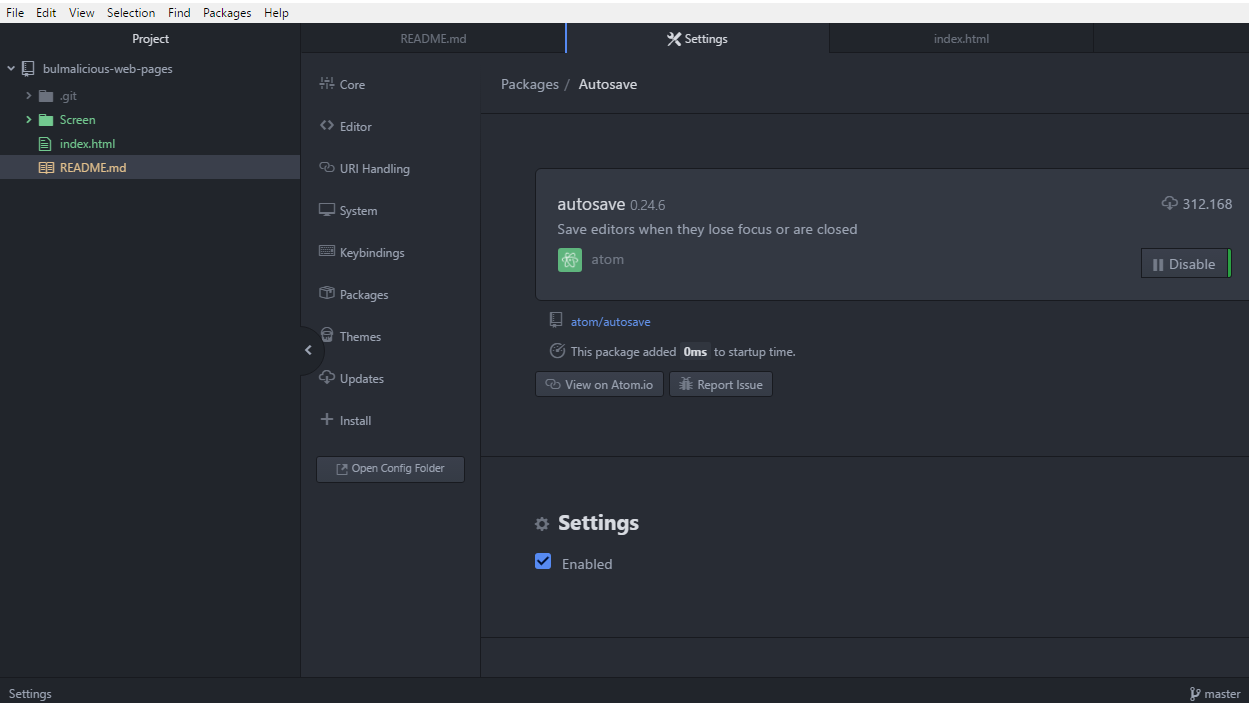 File Edit View Selection Find Packages Help
Project
README.md
Settings
index.html
bulmalicious-web-pages
.git
Screen
index.html
README.md
Core
Editor
URI Handling
System
Keybindings
Packages
Themes
Updates
Install
Open Config Folder
Packages / Autosave
autosave 0.24.6
312.168
Save editors when they lose focus or are closed
atom
Disable
atom/autosave
This package added 0ms to startup time.
View on Atom.io
Report Issue
Settings
Enabled
Settings
master